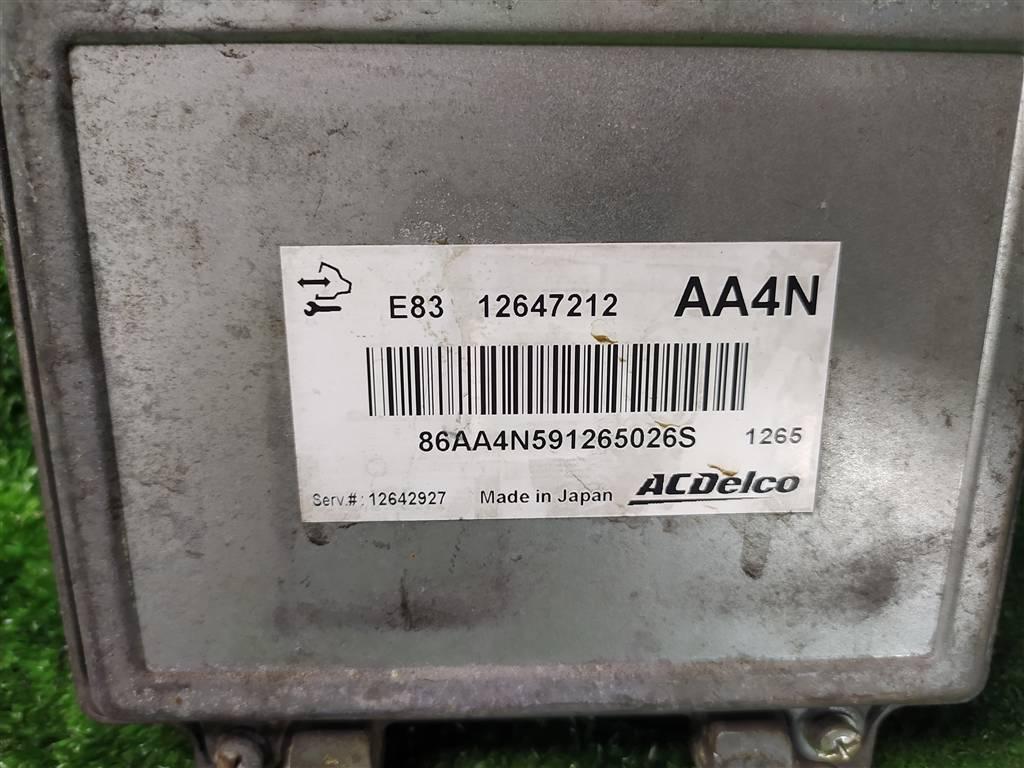 E83 12647212 AA4N
86AA4N591265026S 1265
Serv.#: 12642927 Made in Japan ACDelco